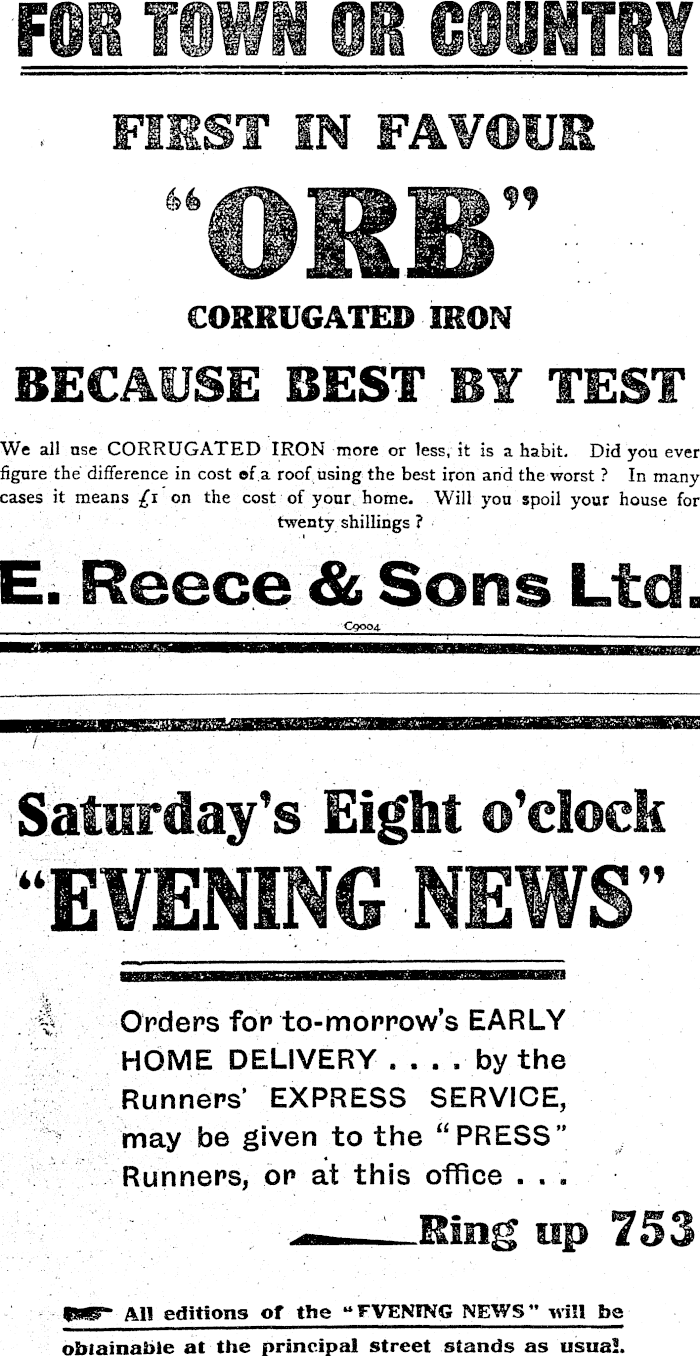 FOR TOWN OR COUNTRY
FIRST IN FAVOUR
"ORB"
CORRUGATED IRON
BECAUSE BEST BY TEST
We all use CORRUGATED IRON more or less, it is a habit. Did you ever
figure the difference in cost of a roof using the best iron and the worst ? In many
cases it means £1 on the cost of your home. Will you spoil your house for
twenty shillings ?
E. Reece & Sons Ltd.
C9004
Saturday's Eight o'clock
"EVENING NEWS"
Orders for to-morrow's EARLY
HOME DELIVERY .... by the
Runners' EXPRESS SERVICE,
may be given to the "PRESS"
Runners, or at this office ...
Ring up 753
All editions of the "EVENING NEWS" will be
obtainable at the principal street stands as usual.